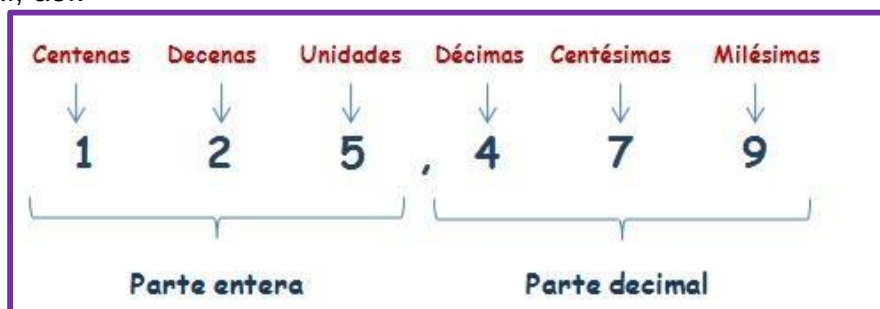 Centenas Decenas Unidades Décimas Centésimas Milésimas
1 2 5 , 4 7 9
Parte entera Parte decimal